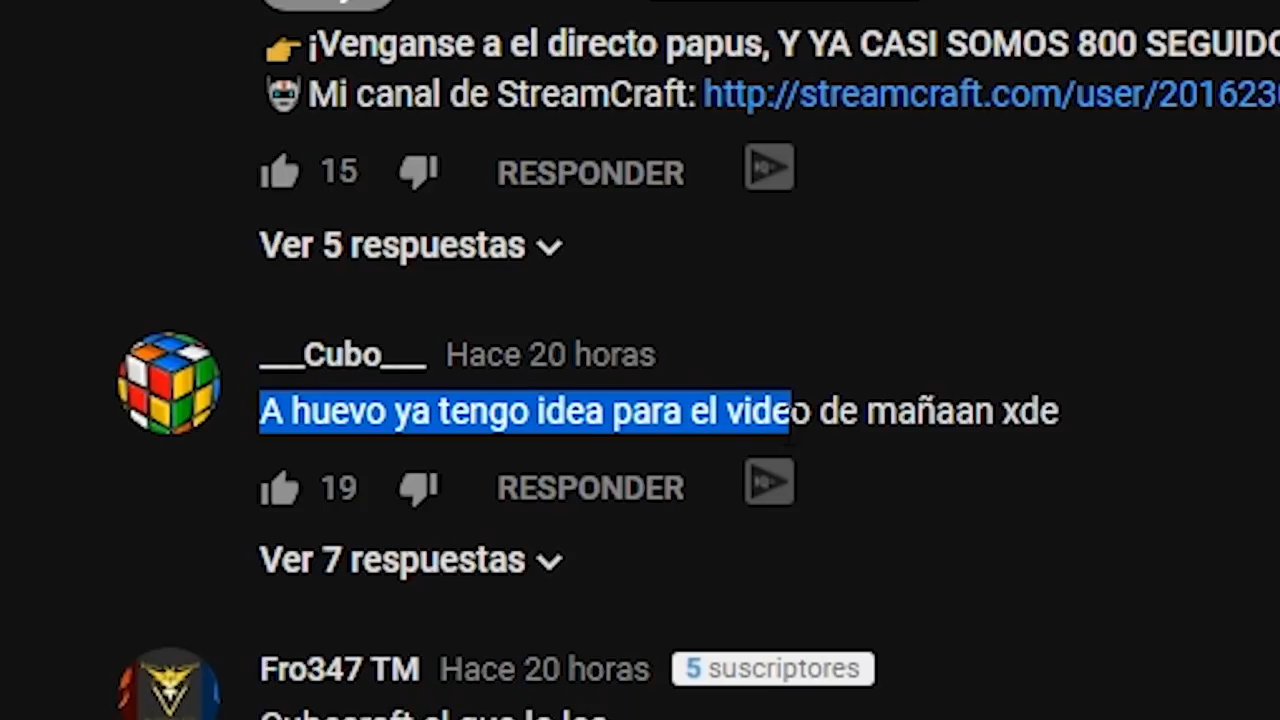 ¡Venganse a el directo papus, Y YA CASI SOMOS 800 SEGUIDO
Mi canal de StreamCraft: http://streamcraft.com/user/201623
15 RESPONDER
Ver 5 respuestas
___Cubo___ Hace 20 horas
A huevo ya tengo idea para el video de mañaan xde
19 RESPONDER
Ver 7 respuestas
Fro347 TM Hace 20 horas 5 suscriptores